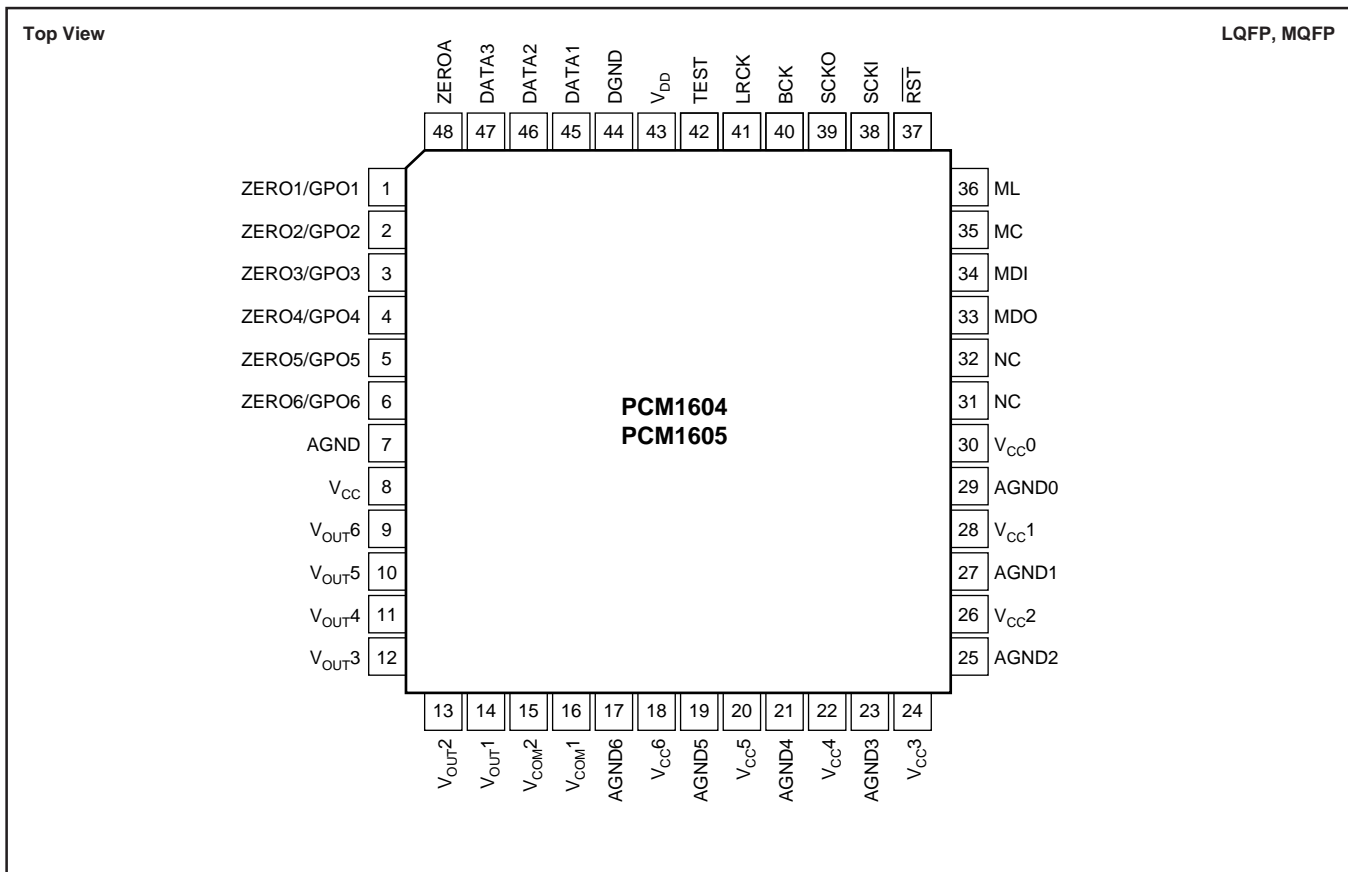 Top View
LQFP, MQFP
ZEROA
DATA3
DATA2
DATA1
DGND
VDD
TEST
LRCK
BCK
SCKO
SCKI
RST
48 47 46 45 44 43 42 41 40 39 38 37
ZERO1/GPO1 1
ZERO2/GPO2 2
ZERO3/GPO3 3
ZERO4/GPO4 4
ZERO5/GPO5 5
ZERO6/GPO6 6
AGND 7
VCC 8
VOUT6 9
VOUT5 10
VOUT4 11
VOUT3 12
PCM1604
PCM1605
36 ML
35 MC
34 MDI
33 MDO
32 NC
31 NC
30 VCC0
29 AGND0
28 VCC1
27 AGND1
26 VCC2
25 AGND2
13 14 15 16 17 18 19 20 21 22 23 24
VOUT2
VOUT1
VCOM2
VCOM1
AGND6
VCC6
AGND5
VCC5
AGND4
VCC4
AGND3
VCC3